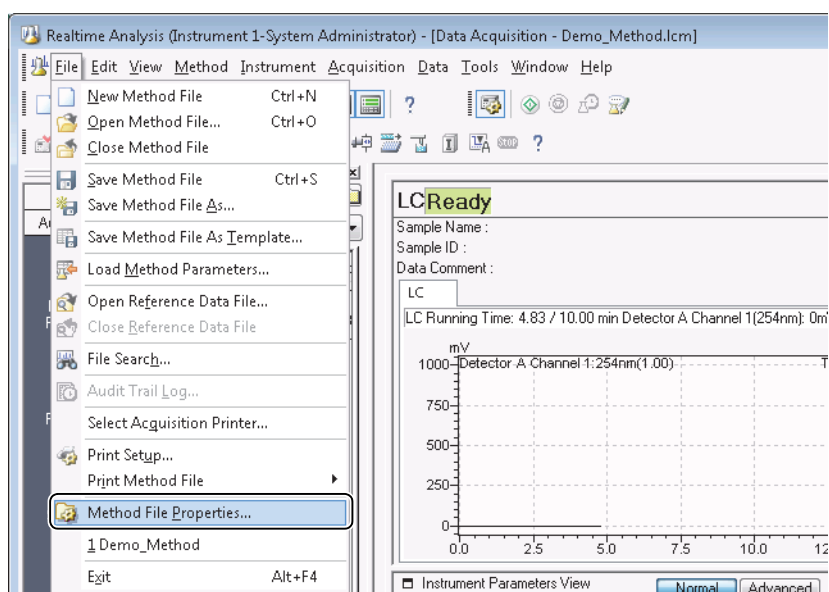 Realtime Analysis (Instrument 1-System Administrator) - [Data Acquisition - Demo_Method.lcm]
File Edit View Method Instrument Acquisition Data Tools Window Help
New Method File Ctrl+N
Open Method File... Ctrl+O
Close Method File
Save Method File Ctrl+S
Save Method File As...
Save Method File As Template...
Load Method Parameters...
Open Reference Data File...
Close Reference Data File
File Search...
Audit Trail Log...
Select Acquisition Printer...
Print Setup...
Print Method File
Method File Properties...
1 Demo_Method
Exit Alt+F4
LC Ready
Sample Name :
Sample ID :
Data Comment :
LC
LC Running Time: 4.83 / 10.00 min Detector A Channel 1(254nm): 0m
mV
Detector A Channel 1:254nm(1.00)
1000
750
500
250
0
0.0 2.5 5.0 7.5 10.0 12
Instrument Parameters View Normal Advanced